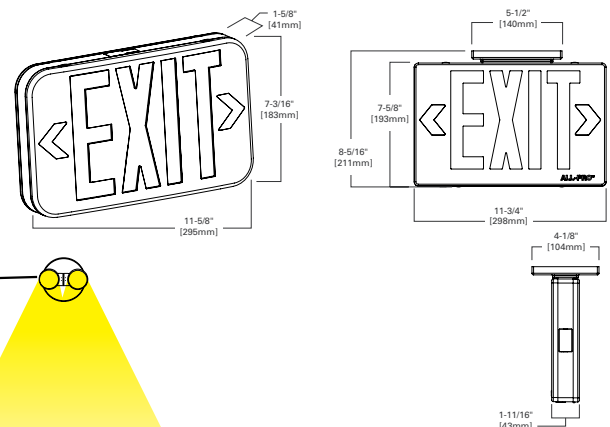 1-5/8"
[41mm]
EXIT
7-3/16"
[183mm]
11-5/8"
[295mm]
5-1/2"
[140mm]
EXIT
ALL-PRO™
7-5/8"
[193mm]
8-5/16"
[211mm]
11-3/4"
[298mm]
4-1/8"
[104mm]
1-11/16"
[43mm]